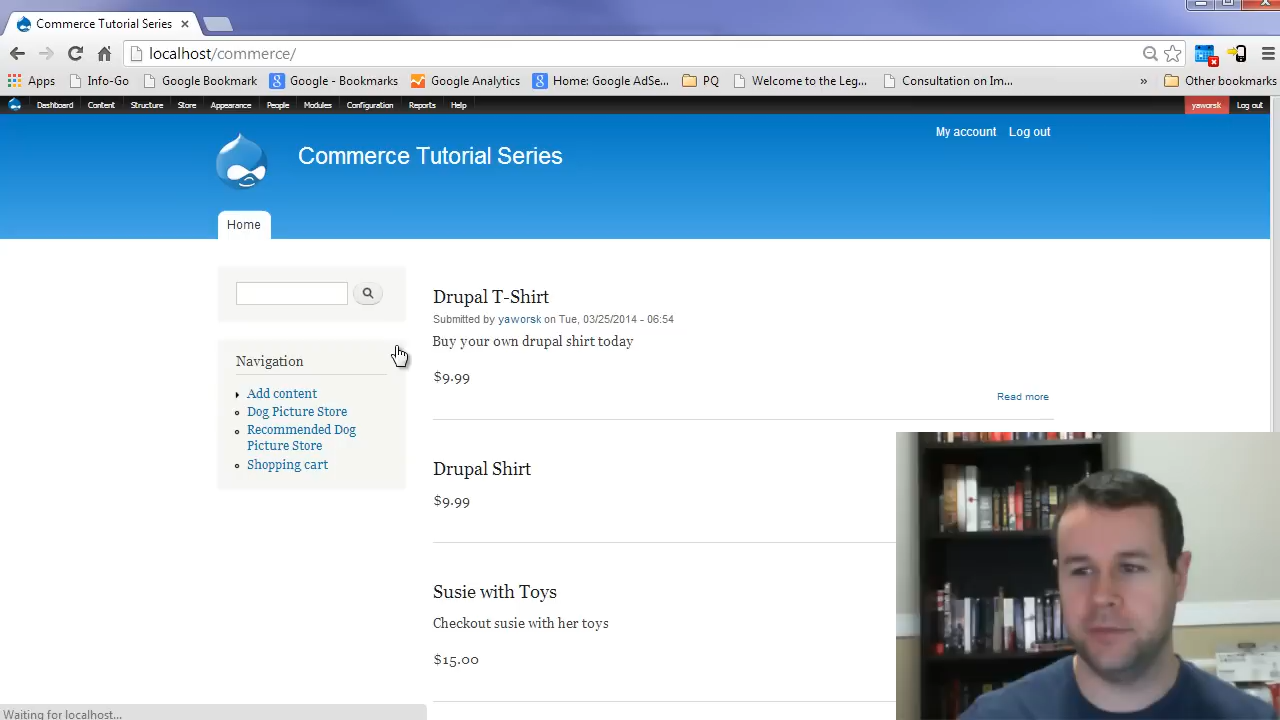 Commerce Tutorial Series
localhost/commerce/
Apps Info-Go Google Bookmark Google - Bookmarks Google Analytics Home: Google AdSe... PQ Welcome to the Leg... Consultation on Im... » Other bookmarks
Dashboard Content Structure Store Appearance People Modules Configuration Reports Help yaworsk Log out
My account Log out
Commerce Tutorial Series
Home
Navigation
Add content
Dog Picture Store
Recommended Dog
Picture Store
Shopping cart
Drupal T-Shirt
Submitted by yaworsk on Tue, 03/25/2014 - 06:54
Buy your own drupal shirt today
$9.99
Read more
Drupal Shirt
$9.99
Susie with Toys
Checkout susie with her toys
$15.00
Waiting for localhost...